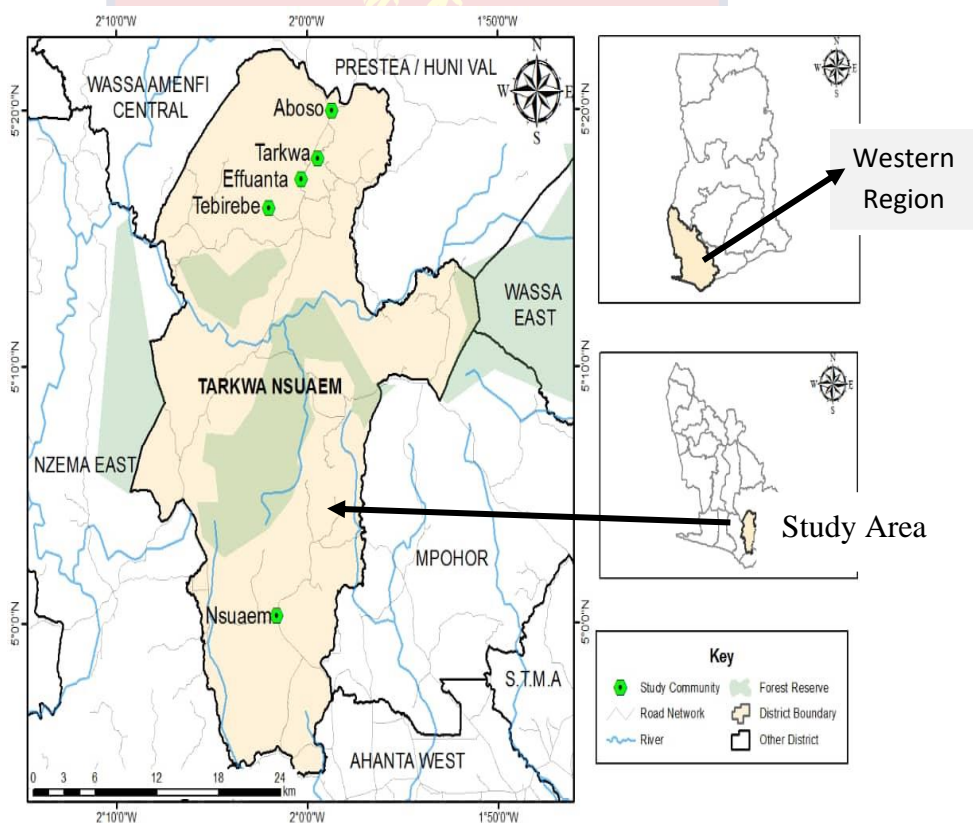 2°10'0"W 2°0'0"W 1°50'0"W
N
W E
S
WASSA AMENFI
CENTRAL
PRESTEA / HUNI VAL
Aboso
Tarkwa
Effuanta
Tebirebe
WASSA
EAST
TARKWA NSUAEM
NZEMA EAST
MPOHOR
Nsuaem
S.T.M.A
AHANTA WEST
5°20'0"N
5°10'0"N
5°0'0"N
0 3 6 12 18 24
km
2°10'0"W 2°0'0"W 1°50'0"W
5°20'0"N
5°10'0"N
5°0'0"N
N
W E
S
Western
Region
N
W E
S
Study Area
Key
Study Community
Forest Reserve
Road Network
District Boundary
River
Other District